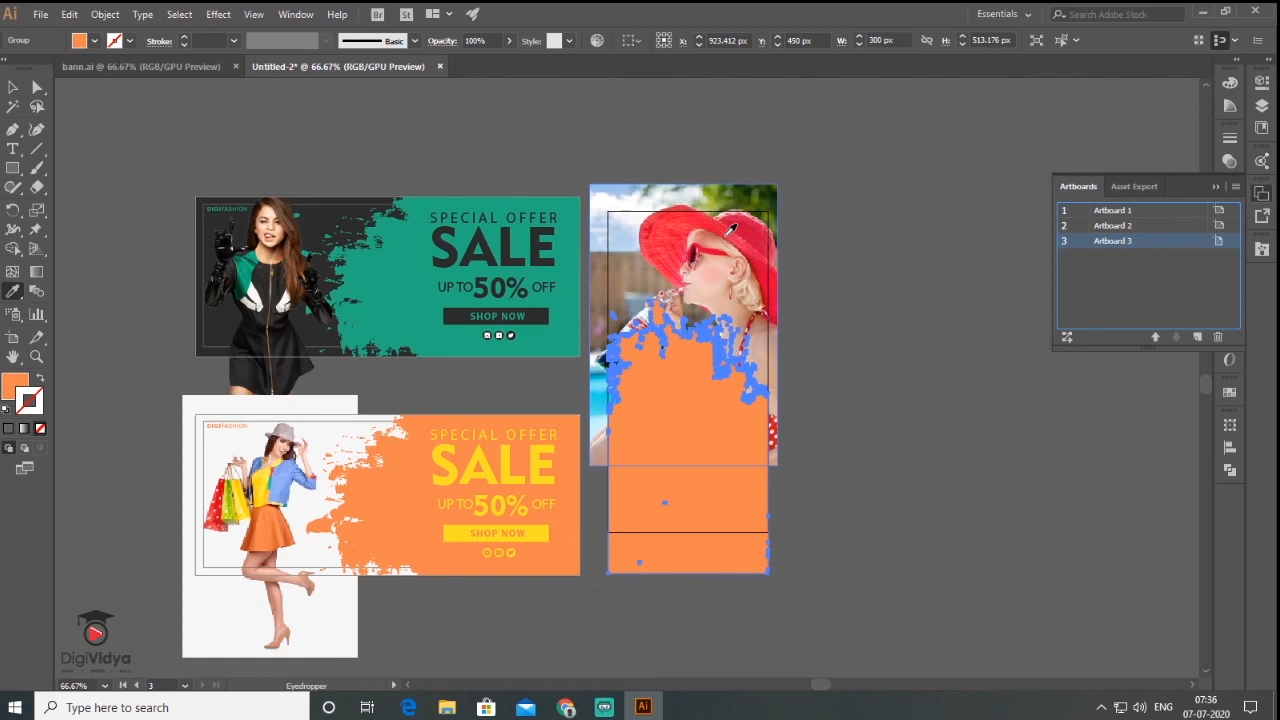 Ai File Edit Object Type Select Effect View Window Help Br St Essentials Search Adobe Stock
Group Stroke: Basic Opacity: 100% Style: X: 923.412 px Y: 450 px W: 300 px H: 513.176 px
bann.ai @ 66.67% (RGB/GPU Preview) × Untitled-2* @ 66.67% (RGB/GPU Preview) ×
Artboards Asset Export
1 Artboard 1
2 Artboard 2
3 Artboard 3
DIGIFASHION
SPECIAL OFFER
SALE
UP TO 50% OFF
SHOP NOW
DIGIFASHION
SPECIAL OFFER
SALE
UP TO 50% OFF
SHOP NOW
DigiVidya
66.67% 3 Eyedropper
Type here to search
Ai
ENG
07:36
07-07-2020